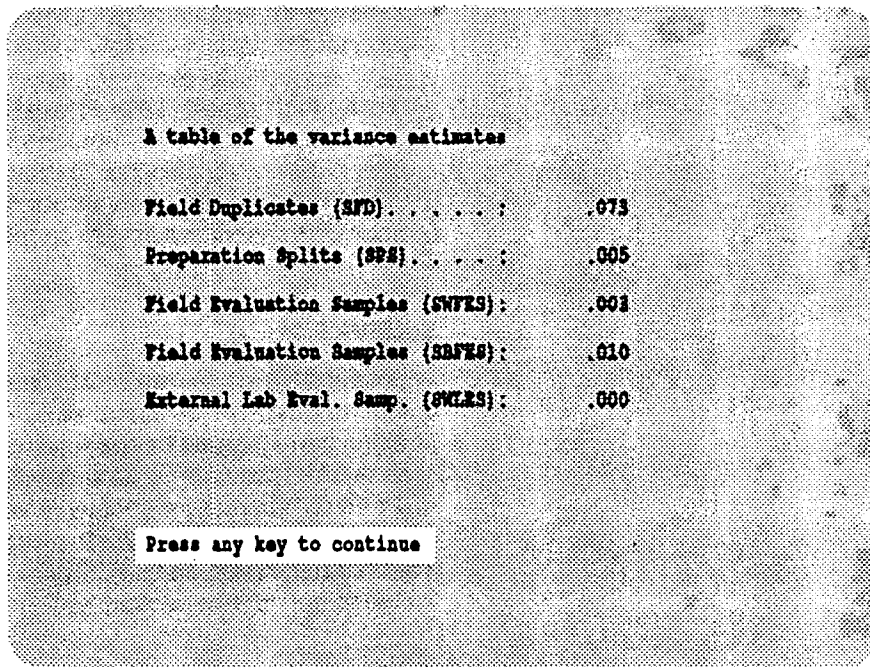 A table of the variance estimates
Field Duplicates (SFD). . . . . : .073
Preparation Splits (SPS). . . . : .005
Field Evaluation Samples (SWFES):
Field Evaluation Samples (SBFES): .010
External Lab Eval. Samp. (SWLES): .000
Press any key to continue